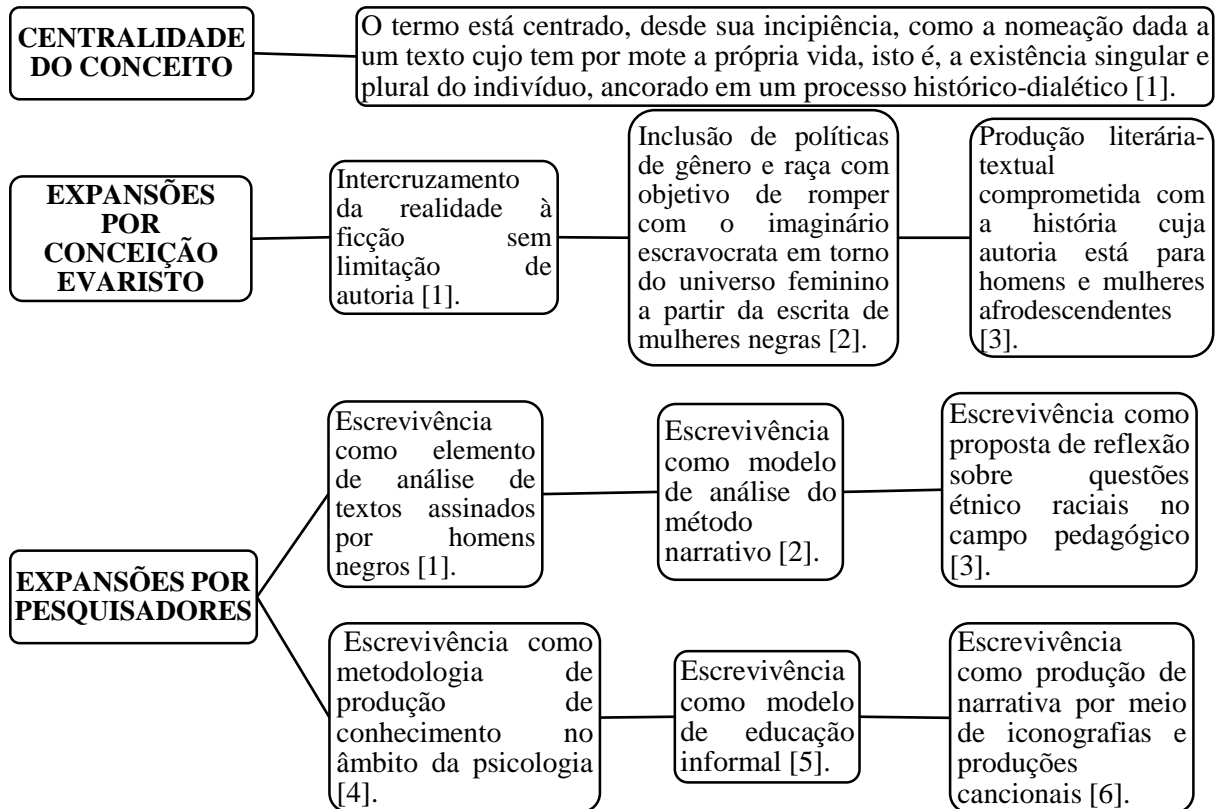 CENTRALIDADE
DO CONCEITO
O termo está centrado, desde sua incipiência, como a nomeação dada a
um texto cujo tem por mote a própria vida, isto é, a existência singular e
plural do indivíduo, ancorado em um processo histórico-dialético [1].
EXPANSÕES
POR
CONCEIÇÃO
EVARISTO
Intercruzamento
da realidade à
ficção sem
limitação de
autoria [1].
Inclusão de políticas
de gênero e raça com
objetivo de romper
com o imaginário
escravocrata em torno
do universo feminino
a partir da escrita de
mulheres negras [2].
Produção literária-
textual
comprometida com
a história cuja
autoria está para
homens e mulheres
afrodescendentes
[3].
EXPANSÕES POR
PESQUISADORES
Escrevivência
como elemento
de análise de
textos assinados
por homens
negros [1].
Escrevivência
como modelo
de análise do
método
narrativo [2].
Escrevivência como
proposta de reflexão
sobre questões
étnico raciais no
campo pedagógico
[3].
Escrevivência como
metodologia de
produção de
conhecimento no
âmbito da psicologia
[4].
Escrevivência
como modelo
de educação
informal [5].
Escrevivência
como produção de
narrativa por meio
de iconografias e
produções
cancionais [6].